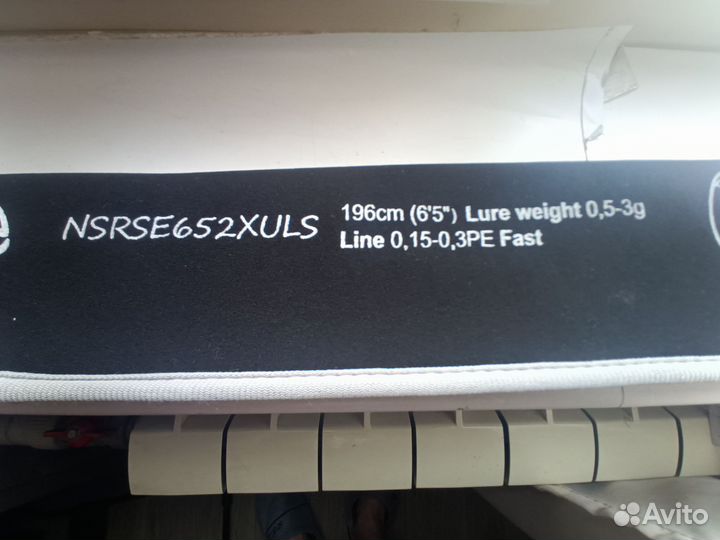 NSRSE652XULS
196cm (6'5") Lure weight 0,5-3g
Line 0,15-0,3PE Fast
Avito